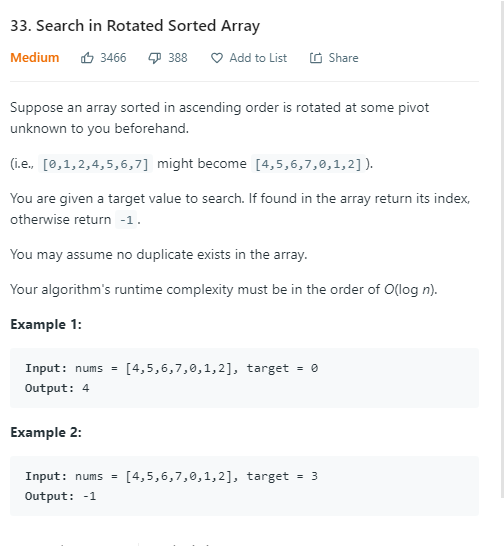 33. Search in Rotated Sorted Array
Medium 3466 388 Add to List Share
Suppose an array sorted in ascending order is rotated at some pivot
unknown to you beforehand.
(i.e., [0,1,2,4,5,6,7] might become [4,5,6,7,0,1,2] ).
You are given a target value to search. If found in the array return its index,
otherwise return -1 .
You may assume no duplicate exists in the array.
Your algorithm's runtime complexity must be in the order of O(log n).
Example 1:
Input: nums = [4,5,6,7,0,1,2], target = 0
Output: 4
Example 2:
Input: nums = [4,5,6,7,0,1,2], target = 3
Output: -1